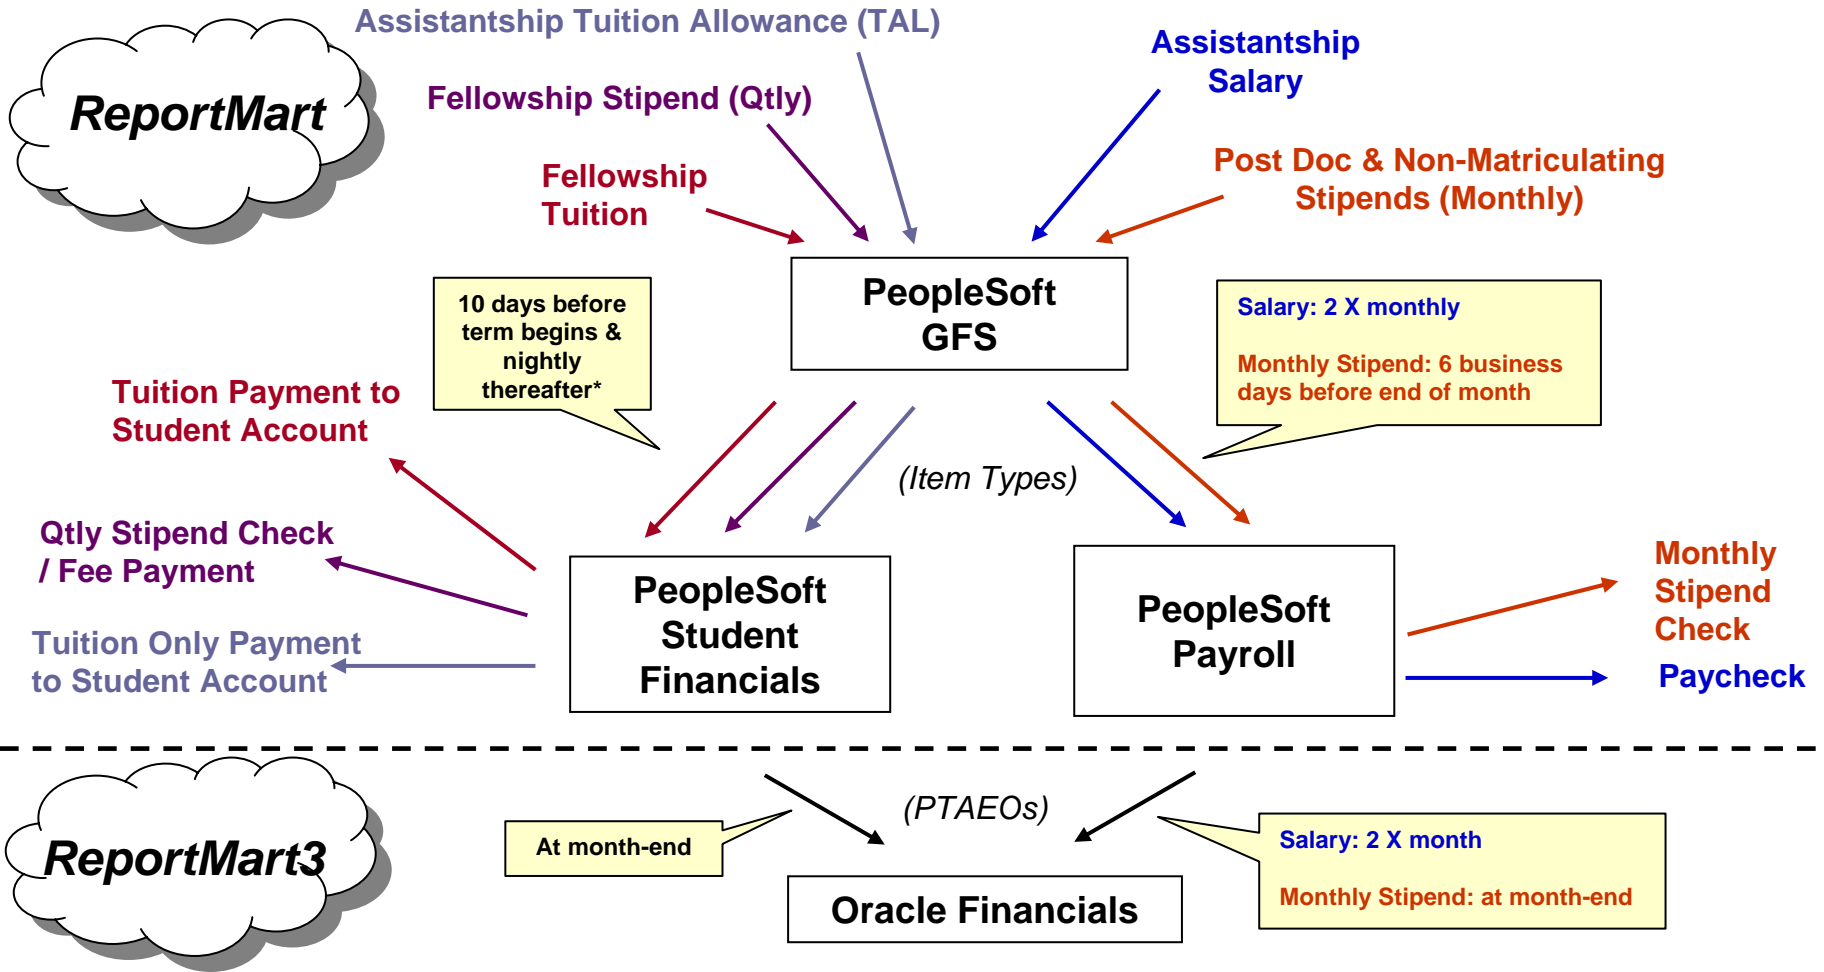 Assistantship Tuition Allowance (TAL)
Assistantship
Salary
ReportMart
Fellowship Stipend (Qtly)
Post Doc & Non-Matriculating
Stipends (Monthly)
Fellowship
Tuition
PeopleSoft
GFS
10 days before
term begins &
nightly
thereafter*
Salary: 2 X monthly
Monthly Stipend: 6 business
days before end of month
Tuition Payment to
Student Account
(Item Types)
Qtly Stipend Check
/ Fee Payment
Tuition Only Payment
to Student Account
PeopleSoft
Student
Financials
PeopleSoft
Payroll
Monthly
Stipend
Check
Paycheck
ReportMart3
(PTAEOs)
At month-end
Salary: 2 X month
Monthly Stipend: at month-end
Oracle Financials